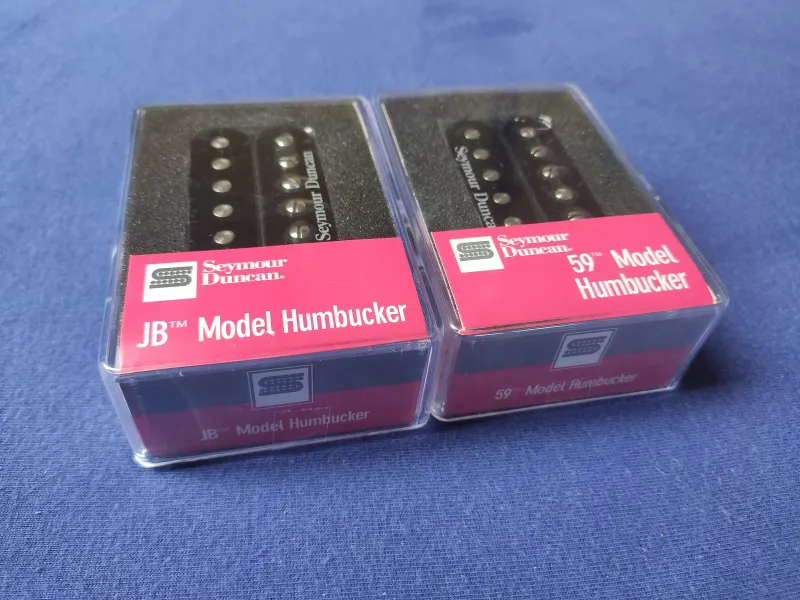 Seymour Duncan
Seymour
Duncan®
JB™ Model Humbucker
JB™ Model Humbucker
Seymour Duncan
Seymour
Duncan®
59™ Model
Humbucker
59™ Model Humbucker